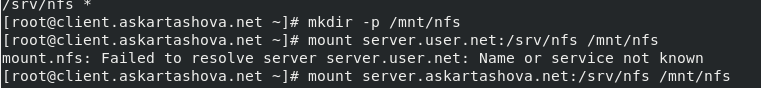 /srv/nfs *
[root@client.askartashova.net ~]# mkdir -p /mnt/nfs
[root@client.askartashova.net ~]# mount server.user.net:/srv/nfs /mnt/nfs
mount.nfs: Failed to resolve server server.user.net: Name or service not known
[root@client.askartashova.net ~]# mount server.askartashova.net:/srv/nfs /mnt/nfs